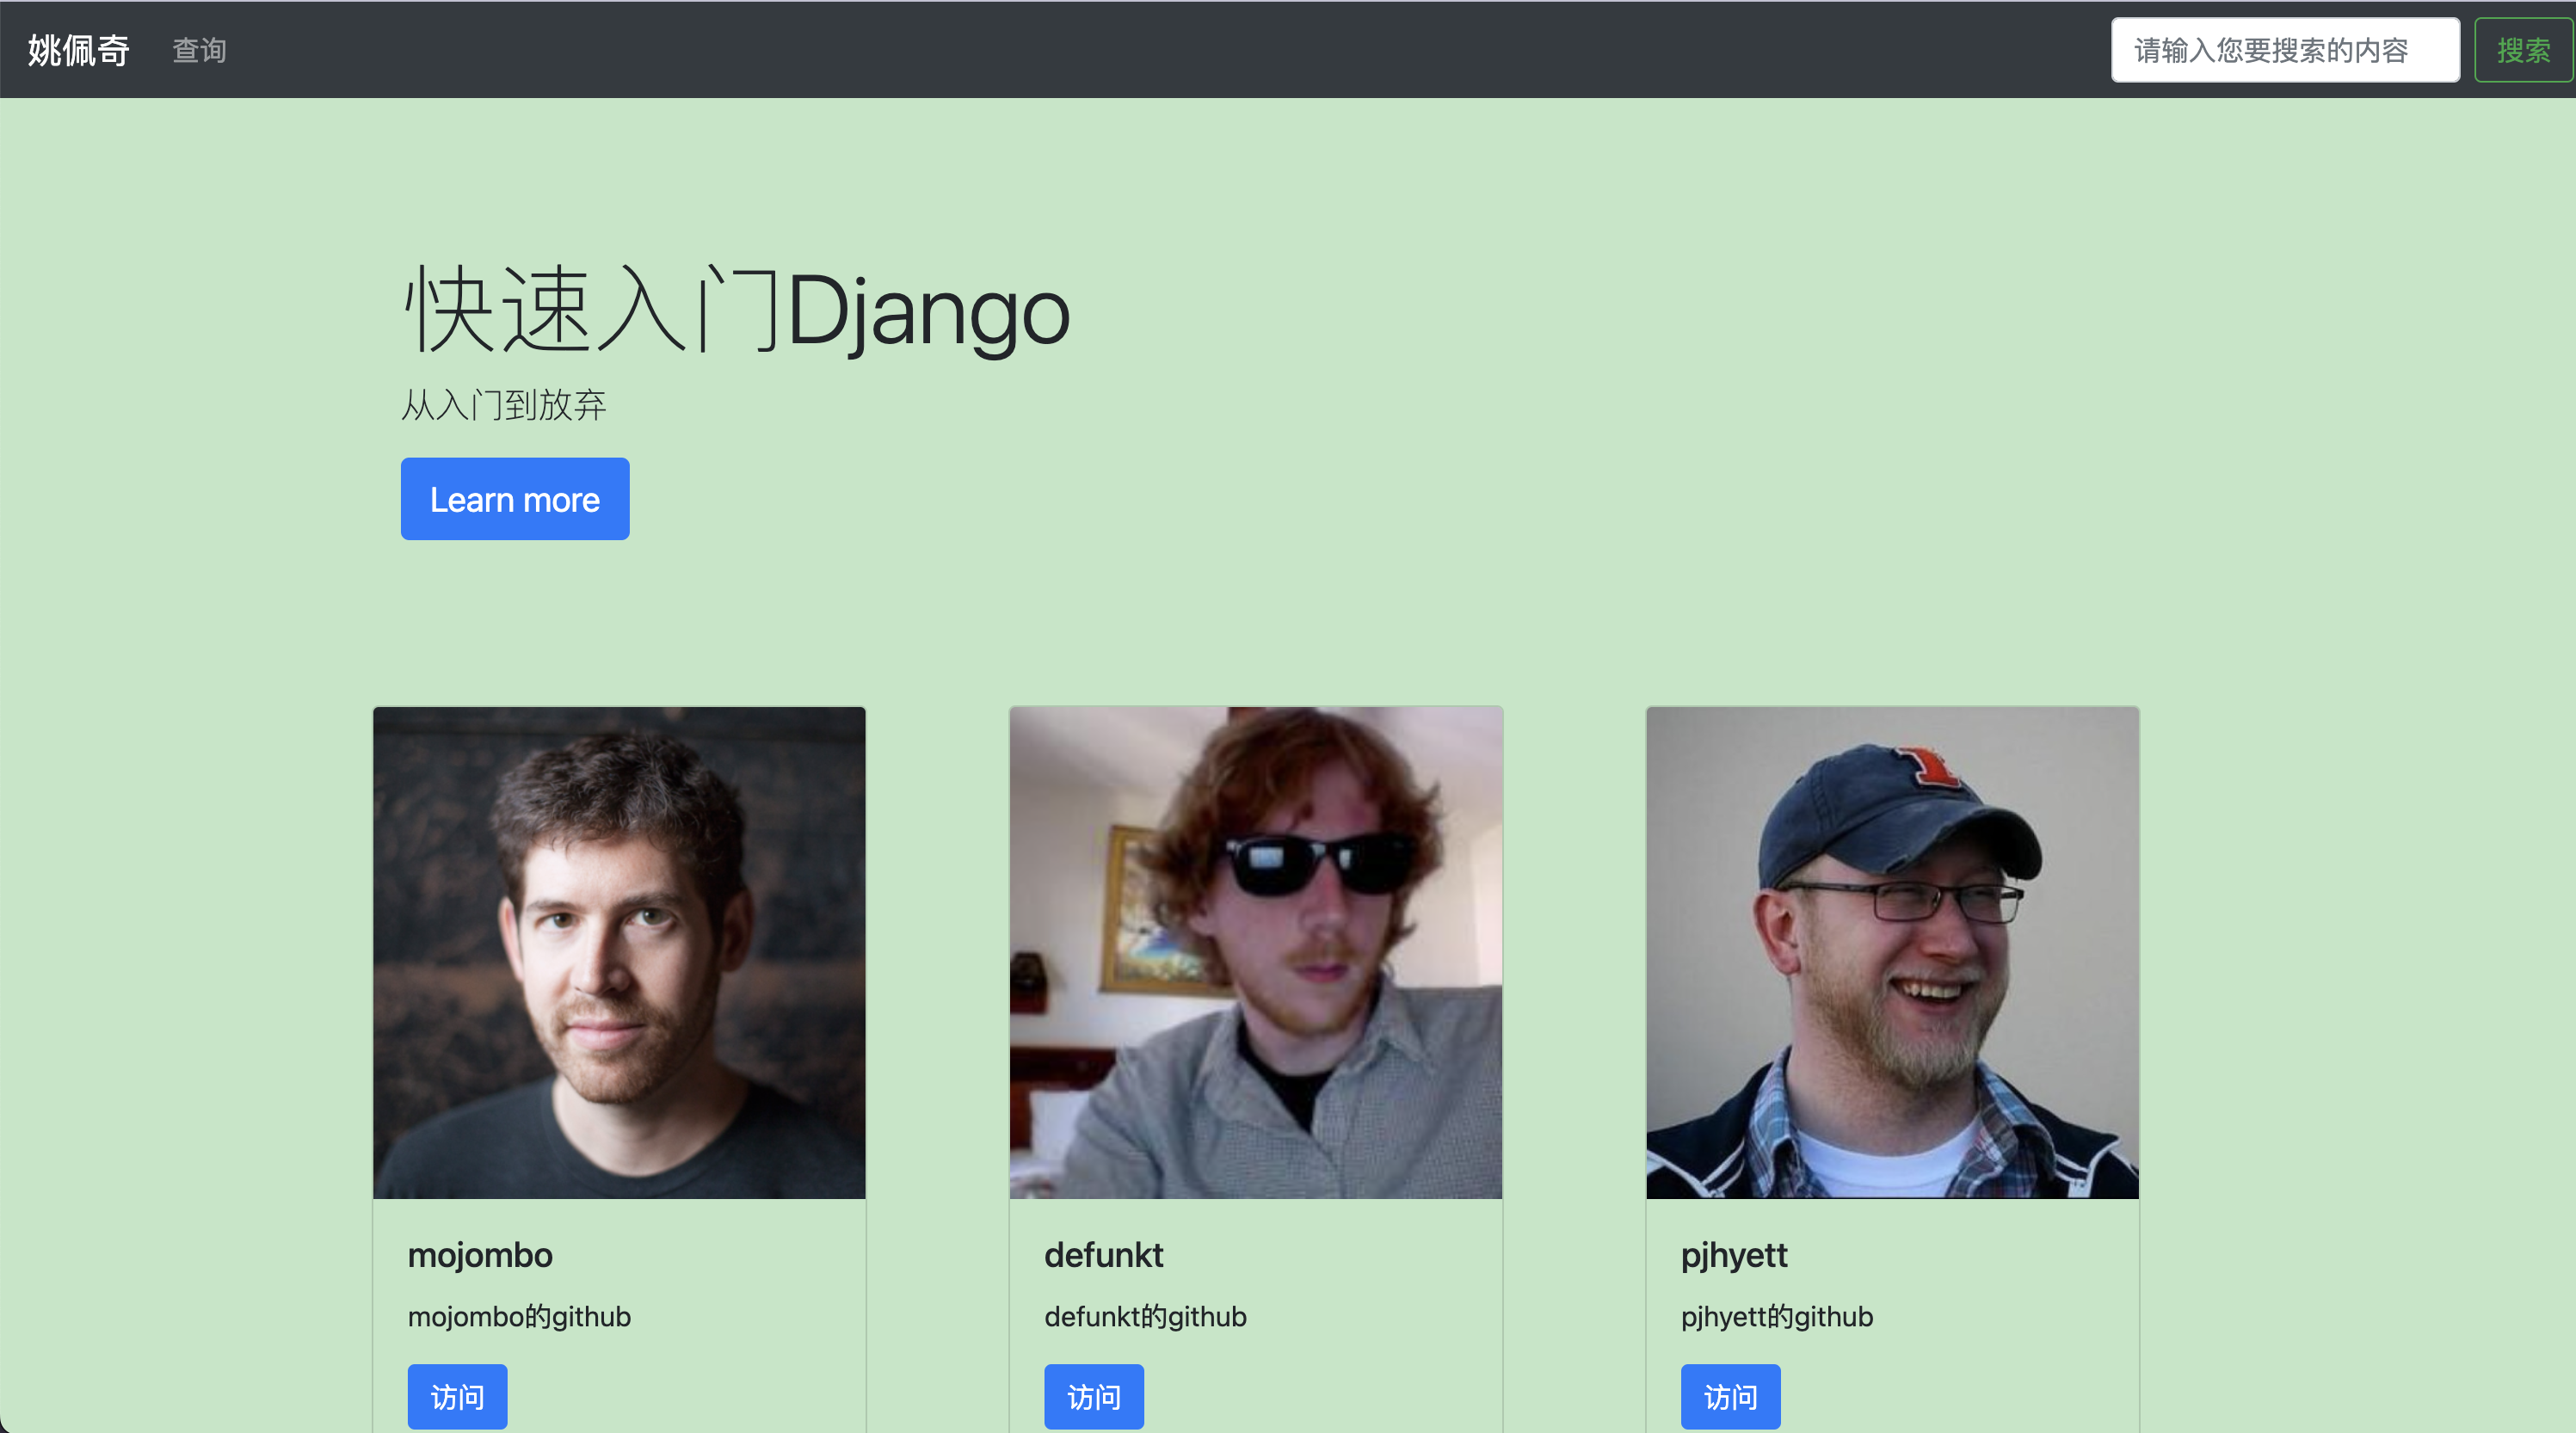 姚佩奇 查询 请输入您要搜索的内容 搜索
快速入门Django
从入门到放弃
Learn more
mojombo defunkt pjhyett
mojombo的github defunkt的github pjhyett的github
访问 访问 访问